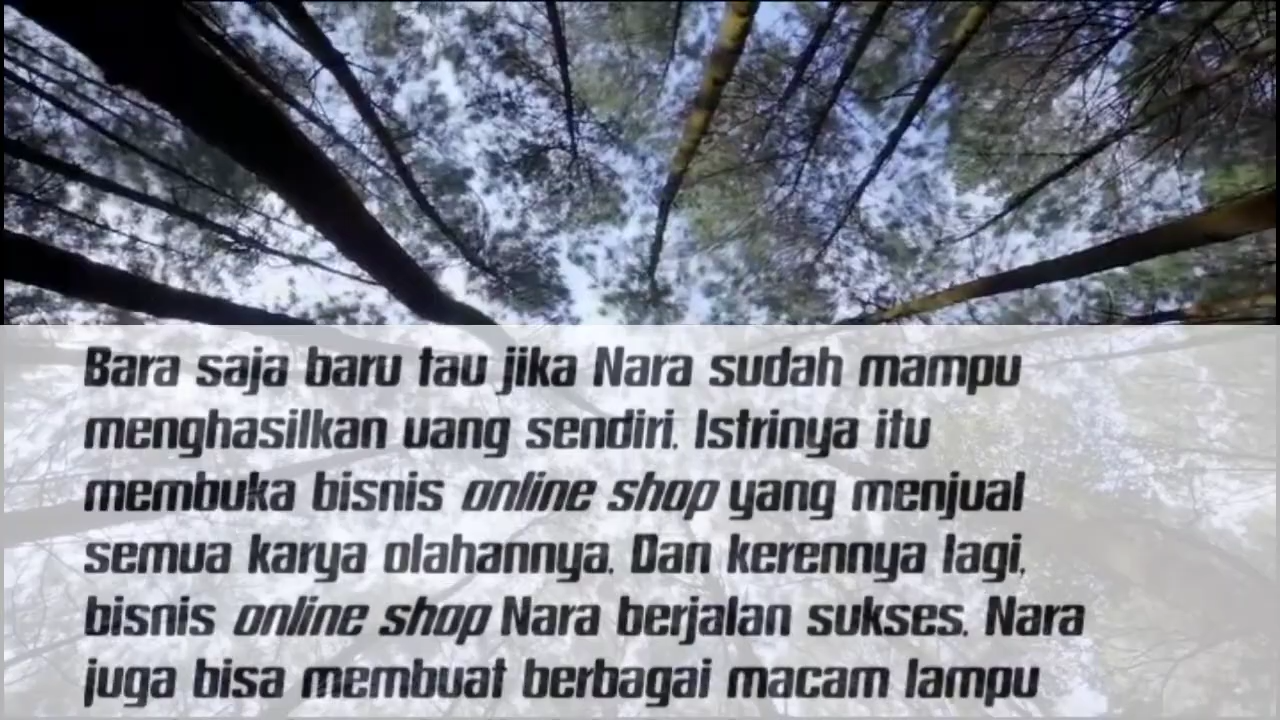 Bara saja baru tau jika Nara sudah mampu
menghasilkan uang sendiri. Istrinya itu
membuka bisnis online shop yang menjual
semua karya olahannya. Dan kerennya lagi,
bisnis online shop Nara berjalan sukses. Nara
juga bisa membuat berbagai macam lampu